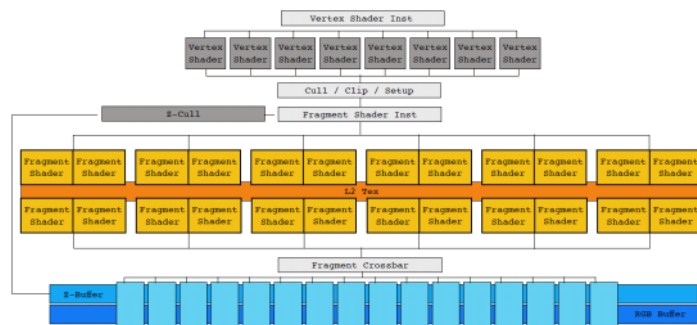 Vertex Shader Inst
Vertex Vertex Vertex Vertex Vertex Vertex Vertex Vertex
Shader Shader Shader Shader Shader Shader Shader Shader
Cull / Clip / Setup
Z-Cull
Fragment Shader Inst
Fragment Fragment Fragment Fragment Fragment Fragment Fragment Fragment Fragment Fragment Fragment Fragment
Shader Shader Shader Shader Shader Shader Shader Shader Shader Shader Shader Shader
L2 Tex
Fragment Fragment Fragment Fragment Fragment Fragment Fragment Fragment Fragment Fragment Fragment Fragment
Shader Shader Shader Shader Shader Shader Shader Shader Shader Shader Shader Shader
Fragment Crossbar
Z-Buffer
RGB Buffer